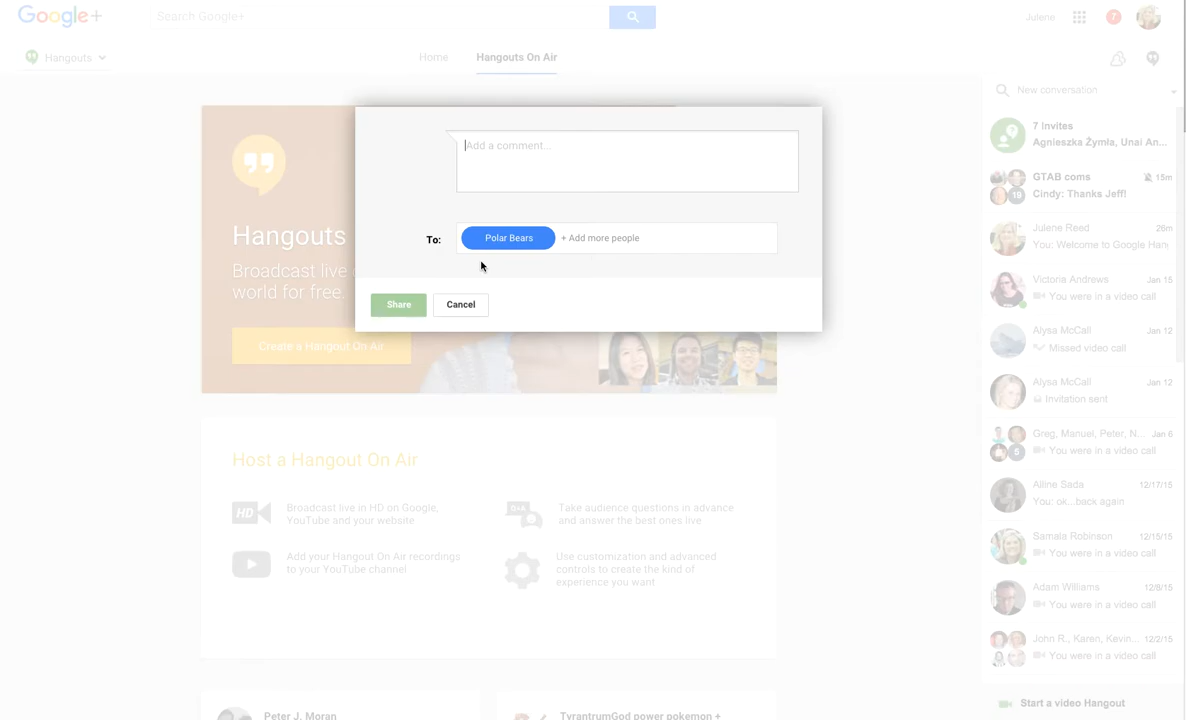 Google+
Search Google+
Julene
7
Hangouts
Home
Hangouts On Air
New conversation
Add a comment...
To:
Polar Bears
+ Add more people
Share
Cancel
Hangouts
Broadcast live
world for free.
Create a Hangout On Air
Host a Hangout On Air
HD
Broadcast live in HD on Google,
YouTube and your website
Q&A
Take audience questions in advance
and answer the best ones live
Add your Hangout On Air recordings
to your YouTube channel
Use customization and advanced
controls to create the kind of
experience you want
Peter J. Moran
TyrantrumGod power pokemon +
7 Invites
Agnieszka Żymła, Unai An...
GTAB coms
15m
19
Cindy: Thanks Jeff!
Julene Reed
26m
You: Welcome to Google Han
Victoria Andrews
Jan 15
You were in a video call
Alysa McCall
Jan 12
Missed video call
Alysa McCall
Jan 12
Invitation sent
Greg, Manuel, Peter, N...
Jan 6
5
You were in a video call
Ailine Sada
12/17/15
You: ok...back again
Samale Robinson
12/15/15
You were in a video call
Adam Williams
12/8/15
You were in a video call
John R., Karen, Kevin...
12/2/15
You were in a video call
Start a video Hangout